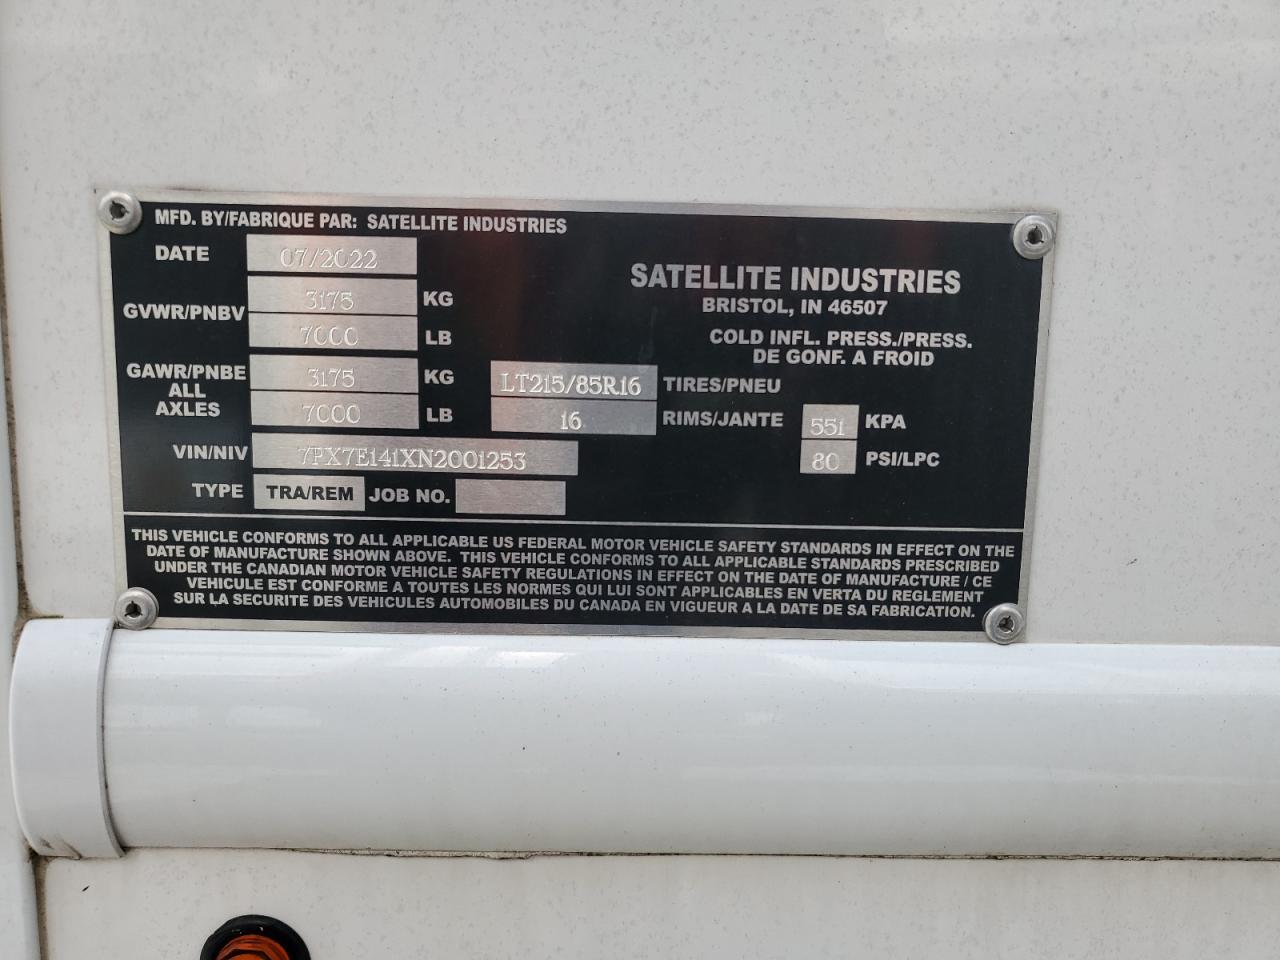 MFD. BY/FABRIQUE PAR: SATELLITE INDUSTRIES
DATE 07/2022
GVWR/PNBV 3175 KG
7000 LB
GAWR/PNBE ALL AXLES 3175 KG
7000 LB
VIN/NIV 7PX7E141XN2001253
TYPE TRA/REM JOB NO.
SATELLITE INDUSTRIES
BRISTOL, IN 46507
COLD INFL. PRESS./PRESS.
DE GONF. A FROID
LT215/85R16 TIRES/PNEU
16 RIMS/JANTE 551 KPA
80 PSI/LPC
THIS VEHICLE CONFORMS TO ALL APPLICABLE US FEDERAL MOTOR VEHICLE SAFETY STANDARDS IN EFFECT ON THE
DATE OF MANUFACTURE SHOWN ABOVE. THIS VEHICLE CONFORMS TO ALL APPLICABLE STANDARDS PRESCRIBED
UNDER THE CANADIAN MOTOR VEHICLE SAFETY REGULATIONS IN EFFECT ON THE DATE OF MANUFACTURE / CE
VEHICULE EST CONFORME A TOUTES LES NORMES QUI LUI SONT APPLICABLES EN VERTA DU REGLEMENT
SUR LA SECURITE DES VEHICULES AUTOMOBILES DU CANADA EN VIGUEUR A LA DATE DE SA FABRICATION.